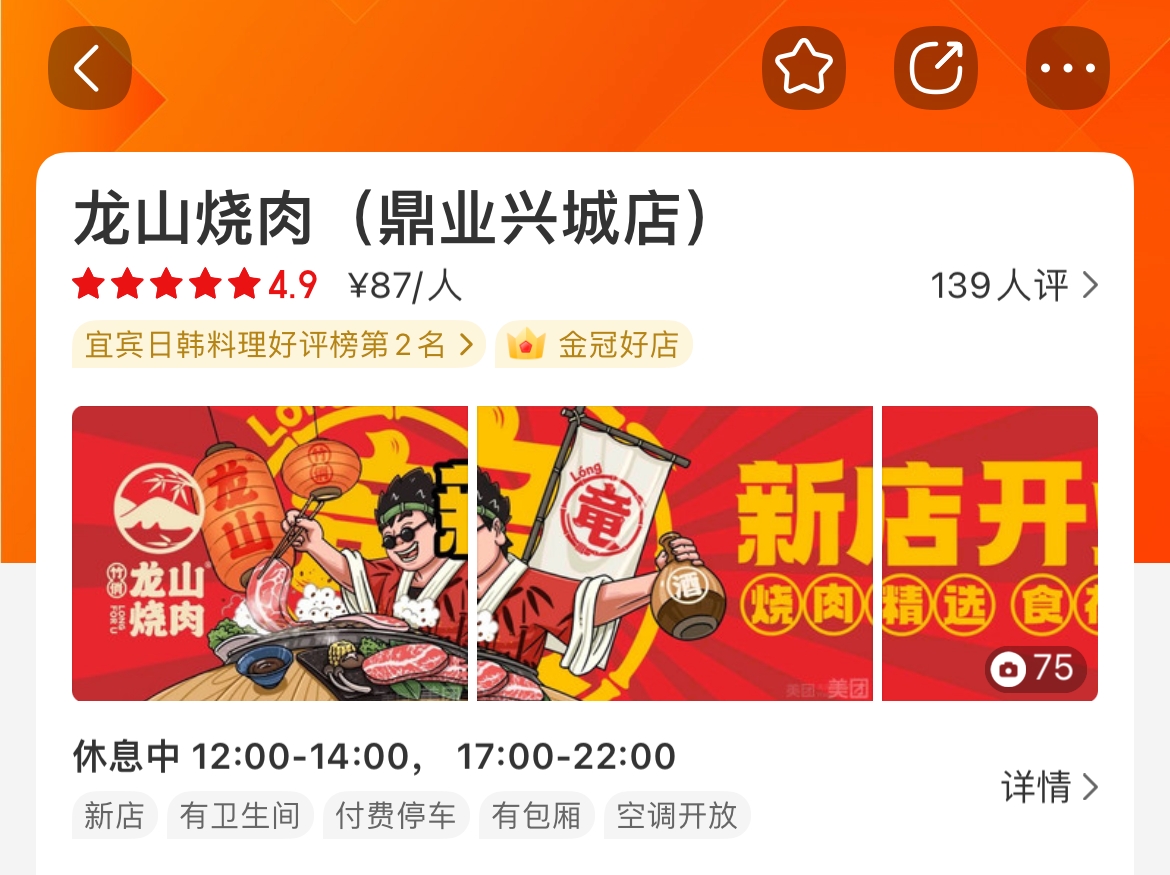 龙山烧肉（鼎业兴城店）
4.9 ¥87/人 139人评
宜宾日韩料理好评榜第2名 金冠好店
Lóng
龙山
竹愼
龙山烧肉
LONG FOR U
Lóng
竜
酒
新店开
烧肉精选 食
美团 美团
75
休息中 12:00-14:00， 17:00-22:00
详情
新店 有卫生间 付费停车 有包厢 空调开放